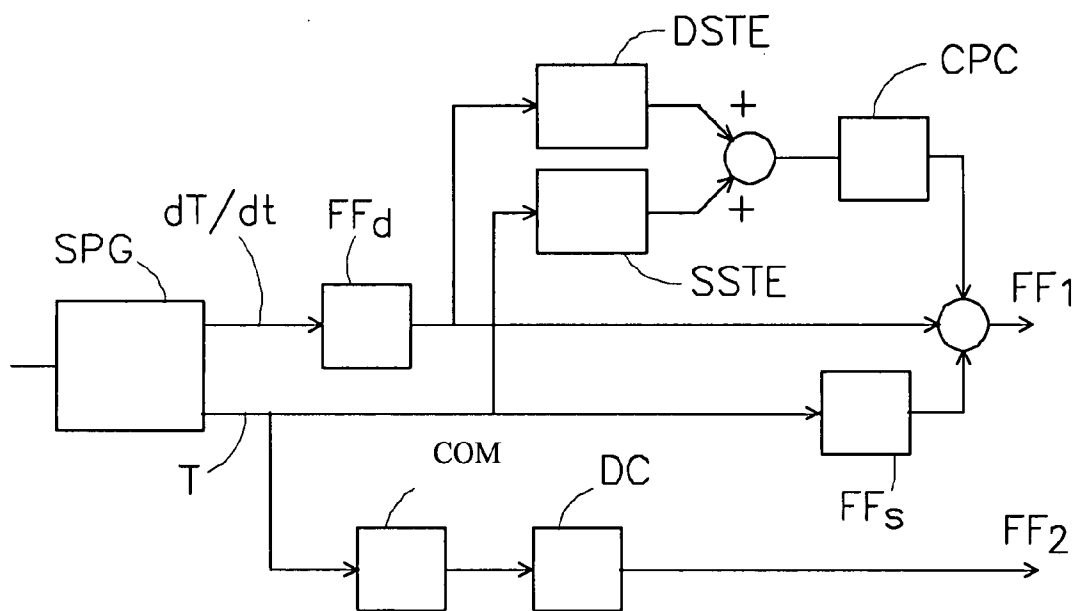 DSTE
CPC
+
dT/dt
FFd
SPG
+
SSTE
FF1
T
COM
DC
FFs
FF2